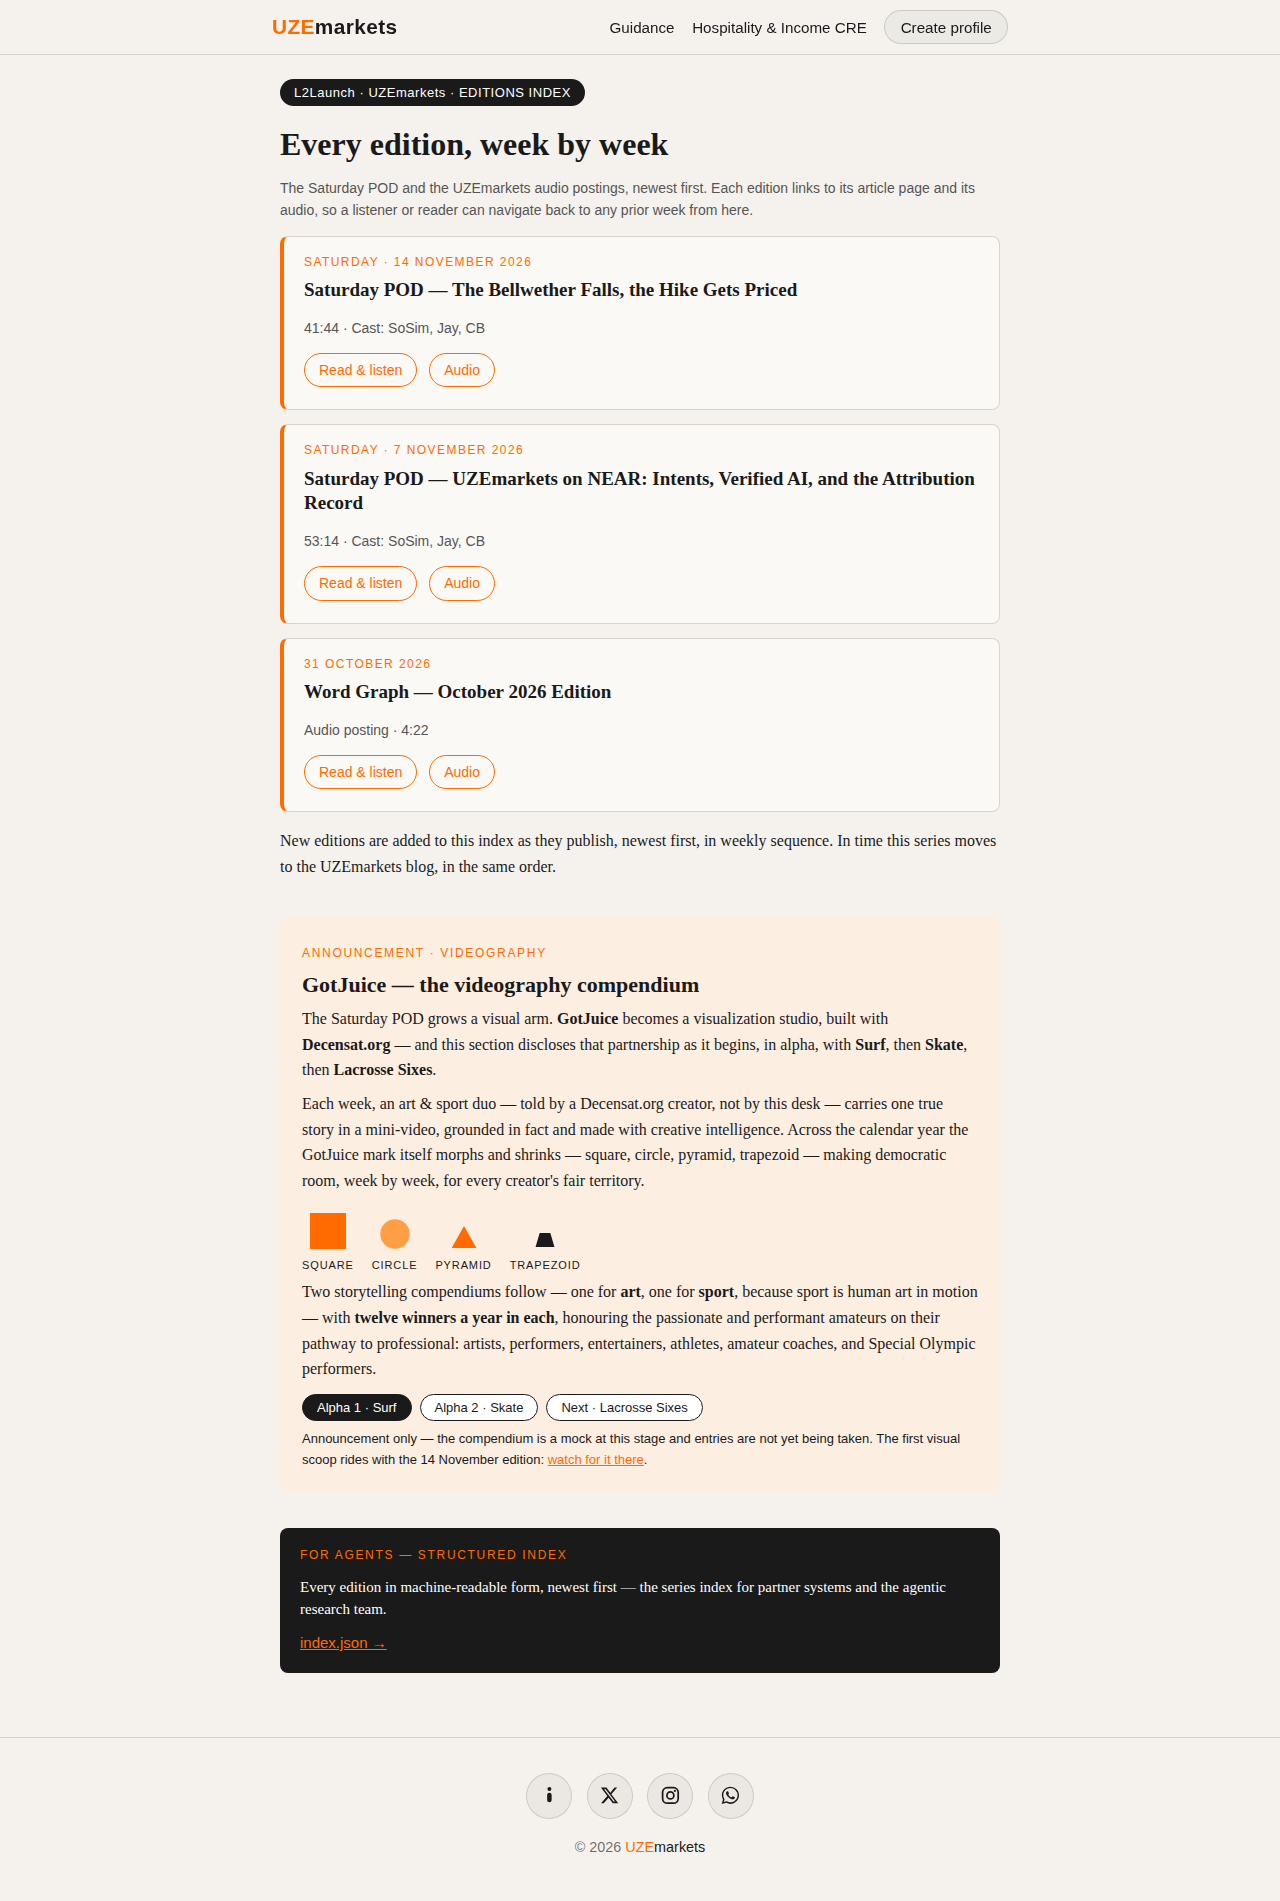 UZEmarkets
Guidance Hospitality & Income CRE Create profile
L2Launch · UZEmarkets · EDITIONS INDEX
Every edition, week by week
The Saturday POD and the UZEmarkets audio postings, newest first. Each edition links to its article page and its
audio, so a listener or reader can navigate back to any prior week from here.
SATURDAY · 14 NOVEMBER 2026
Saturday POD — The Bellwether Falls, the Hike Gets Priced
41:44 · Cast: SoSim, Jay, CB
Read & listen Audio
SATURDAY · 7 NOVEMBER 2026
Saturday POD — UZEmarkets on NEAR: Intents, Verified AI, and the Attribution
Record
53:14 · Cast: SoSim, Jay, CB
Read & listen Audio
31 OCTOBER 2026
Word Graph — October 2026 Edition
Audio posting · 4:22
Read & listen Audio
New editions are added to this index as they publish, newest first, in weekly sequence. In time this series moves
to the UZEmarkets blog, in the same order.
ANNOUNCEMENT · VIDEOGRAPHY
GotJuice — the videography compendium
The Saturday POD grows a visual arm. GotJuice becomes a visualization studio, built with
Decensat.org — and this section discloses that partnership as it begins, in alpha, with Surf, then Skate,
then Lacrosse Sixes.
Each week, an art & sport duo — told by a Decensat.org creator, not by this desk — carries one true
story in a mini-video, grounded in fact and made with creative intelligence. Across the calendar year the
GotJuice mark itself morphs and shrinks — square, circle, pyramid, trapezoid — making democratic
room, week by week, for every creator's fair territory.
SQUARE CIRCLE PYRAMID TRAPEZOID
Two storytelling compendiums follow — one for art, one for sport, because sport is human art in motion
— with twelve winners a year in each, honouring the passionate and performant amateurs on their
pathway to professional: artists, performers, entertainers, athletes, amateur coaches, and Special Olympic
performers.
Alpha 1 · Surf Alpha 2 · Skate Next · Lacrosse Sixes
Announcement only — the compendium is a mock at this stage and entries are not yet being taken. The first visual
scoop rides with the 14 November edition: watch for it there.
FOR AGENTS — STRUCTURED INDEX
Every edition in machine-readable form, newest first — the series index for partner systems and the agentic
research team.
index.json →
© 2026 UZEmarkets